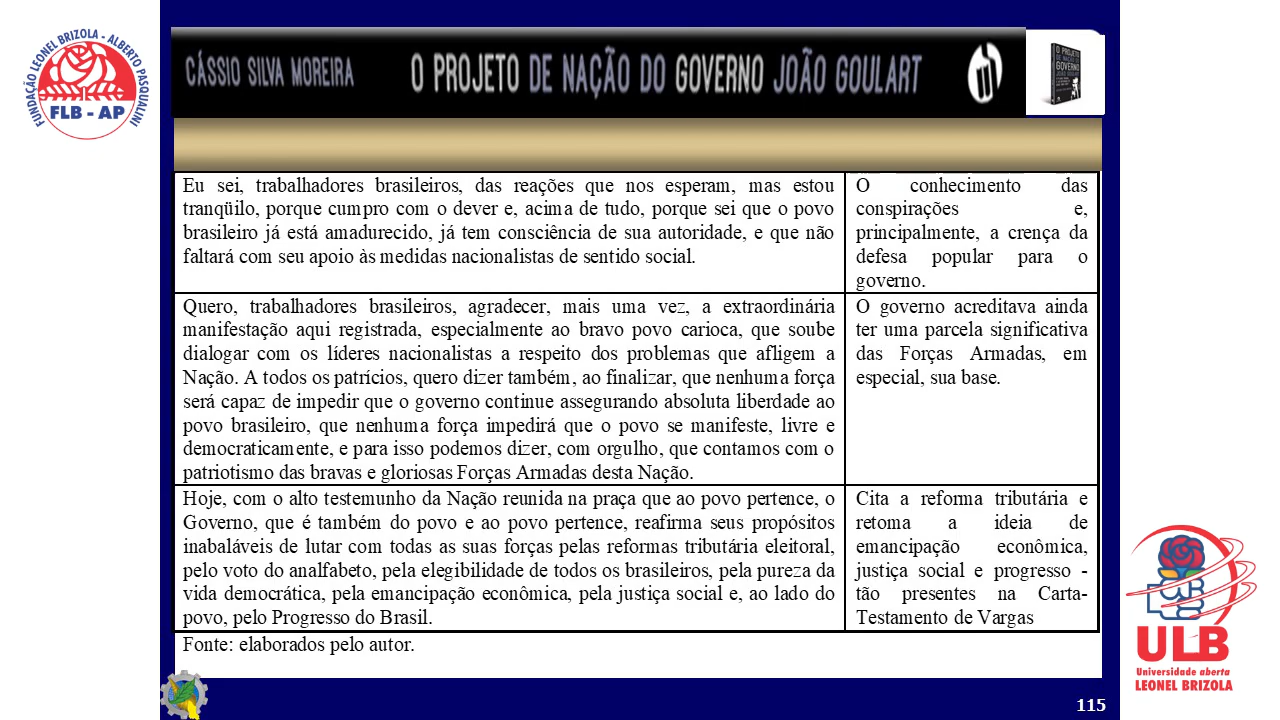 FUNDAÇÃO LEONEL BRIZOLA - ALBERTO PASQUALINI
FLB - AP
CÁSSIO SILVA MOREIRA
O PROJETO DE NAÇÃO DO GOVERNO JOÃO GOULART
O PROJETO
DE NAÇÃO DO
GOVERNO
JOÃO GOULART
Eu sei, trabalhadores brasileiros, das reações que nos esperam, mas estou
tranqüilo, porque cumpro com o dever e, acima de tudo, porque sei que o povo
brasileiro já está amadurecido, já tem consciência de sua autoridade, e que não
faltará com seu apoio às medidas nacionalistas de sentido social.
O conhecimento das
conspirações e,
principalmente, a crença da
defesa popular para o
governo.
Quero, trabalhadores brasileiros, agradecer, mais uma vez, a extraordinária
manifestação aqui registrada, especialmente ao bravo povo carioca, que soube
dialogar com os líderes nacionalistas a respeito dos problemas que afligem a
Nação. A todos os patrícios, quero dizer também, ao finalizar, que nenhuma força
será capaz de impedir que o governo continue assegurando absoluta liberdade ao
povo brasileiro, que nenhuma força impedirá que o povo se manifeste, livre e
democraticamente, e para isso podemos dizer, com orgulho, que contamos com o
patriotismo das bravas e gloriosas Forças Armadas desta Nação.
O governo acreditava ainda
ter uma parcela significativa
das Forças Armadas, em
especial, sua base.
Hoje, com o alto testemunho da Nação reunida na praça que ao povo pertence, o
Governo, que é também do povo e ao povo pertence, reafirma seus propósitos
inabaláveis de lutar com todas as suas forças pelas reformas tributária eleitoral,
pelo voto do analfabeto, pela elegibilidade de todos os brasileiros, pela pureza da
vida democrática, pela emancipação econômica, pela justiça social e, ao lado do
povo, pelo Progresso do Brasil.
Cita a reforma tributária e
retoma a ideia de
emancipação econômica,
justiça social e progresso -
tão presentes na Carta-
Testamento de Vargas
Fonte: elaborados pelo autor.
ULB
Universidade aberta
LEONEL BRIZOLA
115